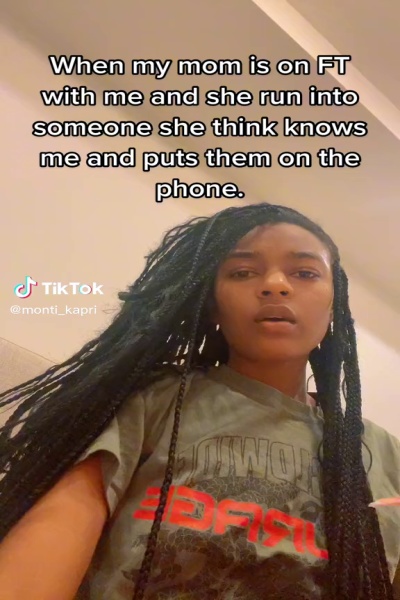 When my mom is on FT
with me and she run into
someone she think knows
me and puts them on the
phone.
TikTok
@monti_kapri